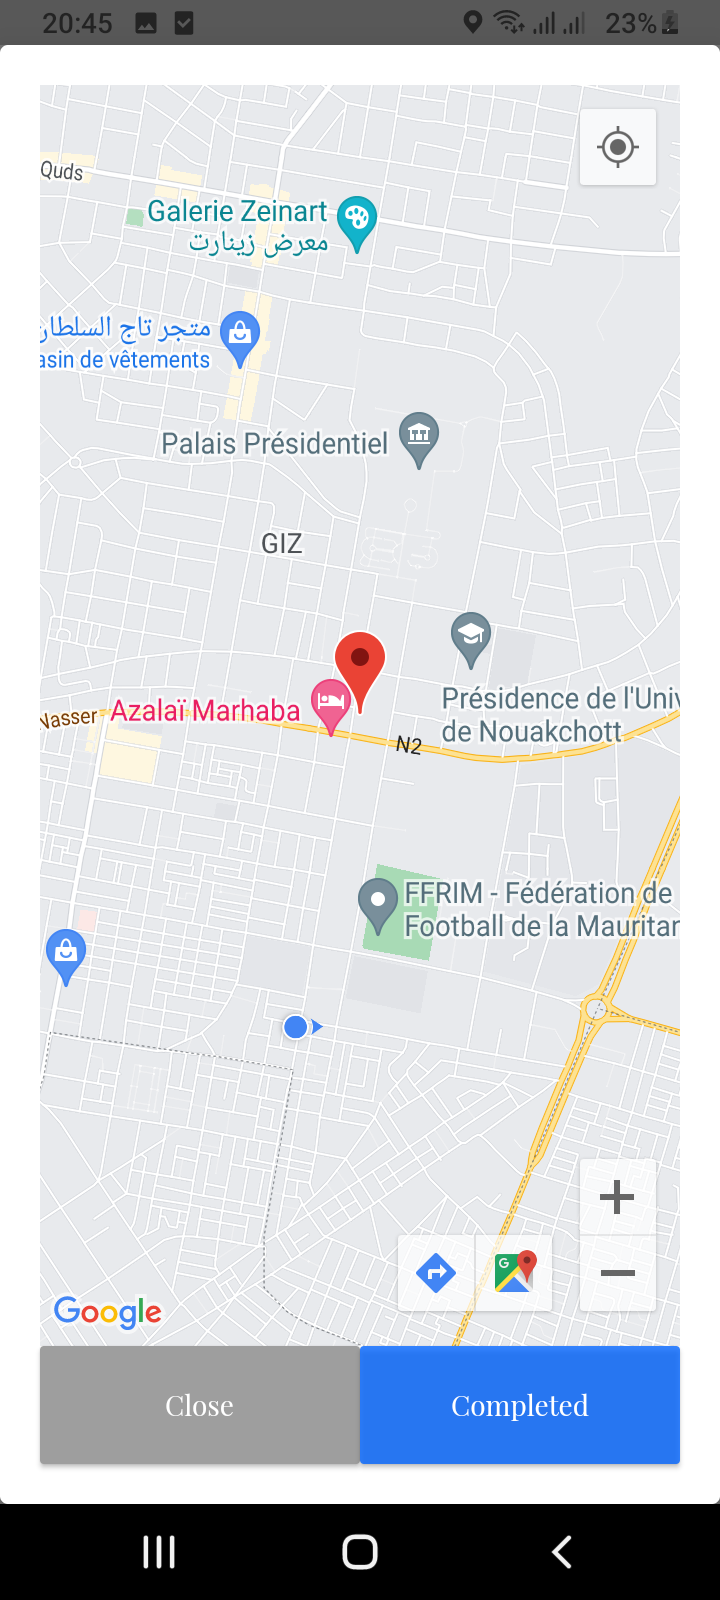 20:45
23%
Quds
Galerie Zeinart
معرض زينارت
متجر تاج السلطان
asin de vêtements
Palais Présidentiel
GIZ
Nasser
Azalaï Marhaba
N2
Présidence de l'Univ
de Nouakchott
FFRIM - Fédération de
Football de la Mauritan
G
Google
Close
Completed